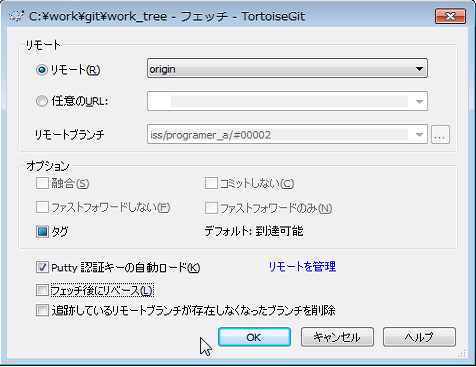 C:¥work¥git¥work_tree - フェッチ - TortoiseGit
リモート
リモート(R)
origin
任意のURL:
リモートブランチ
iss/programer_a/#00002
...
オプション
融合(S)
コミットしない(C)
ファストフォワードしない(F)
ファストフォワードのみ(N)
タグ
デフォルト: 到達可能
Putty 認証キーの自動ロード(K)
リモートを管理
フェッチ後にリベース(L)
追跡しているリモートブランチが存在しなくなったブランチを削除
OK
キャンセル
ヘルプ